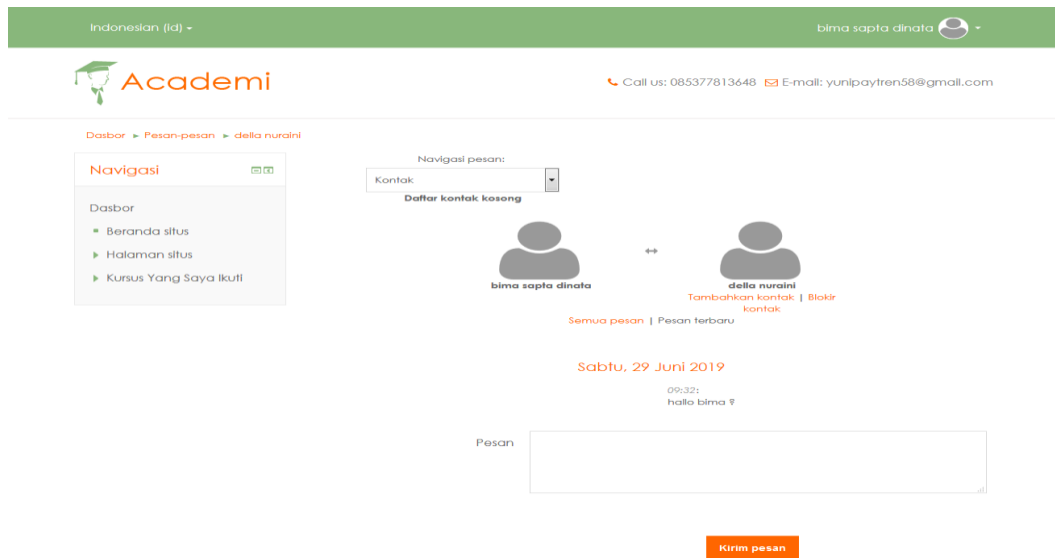 Indonesian (id)
bima sapta dinata
Academi
Call us: 085377813648 E-mail: yunipaytren58@gmail.com
Dasbor ► Pesan-pesan ► della nuraini
Navigasi
Dasbor
Beranda situs
Halaman situs
Kursus Yang Saya Ikuti
Navigasi pesan:
Kontak
Daftar kontak kosong
bima sapta dinata
della nuraini
Tambahkan kontak | Blokir
kontak
Semua pesan | Pesan terbaru
Sabtu, 29 Juni 2019
09:32:
hallo bima ?
Pesan
Kirim pesan